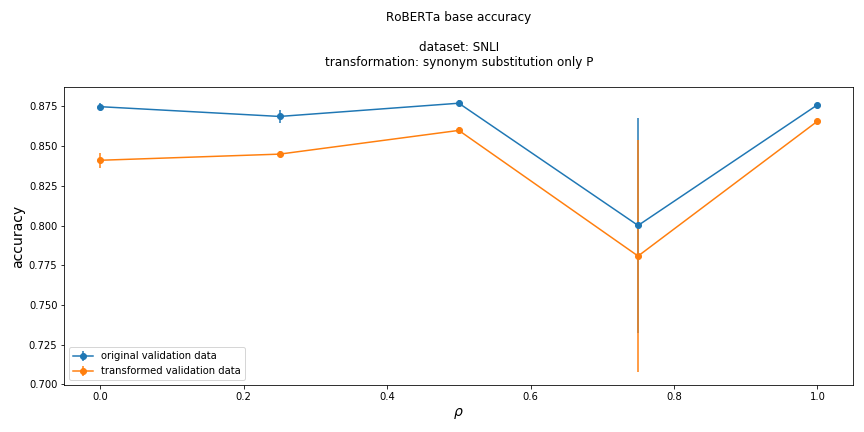 RoBERTa base accuracy
dataset: SNLI
transformation: synonym substitution only P
0.875
0.850
0.825
0.800
0.775
0.750
0.725
0.700
accuracy
original validation data
transformed validation data
0.0
0.2
0.4
0.6
0.8
1.0
ρ